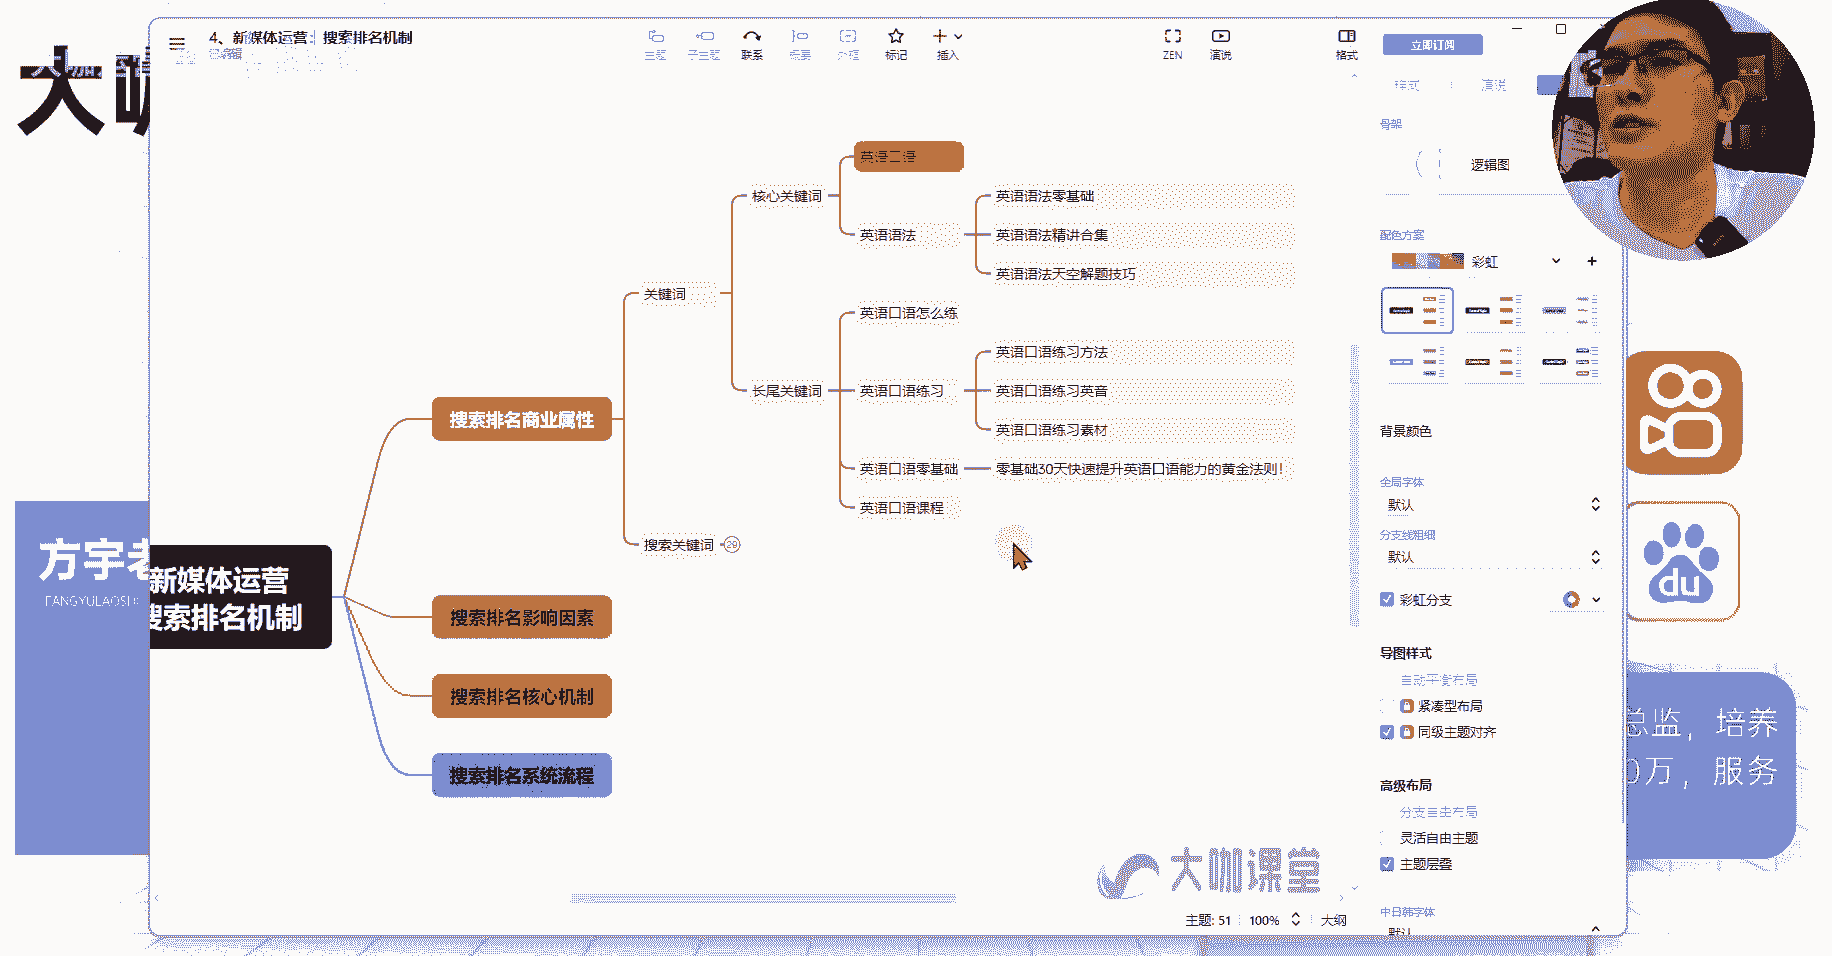 4、新媒体运营：搜索排名机制
已编辑
主题
子主题
联系
概要
外框
标记
插入
ZEN
演说
格式
立即订阅
样式
演说
骨架
逻辑图
配色方案
彩虹
背景颜色
全局字体
默认
分支线粗细
默认
彩虹分支
导图样式
自动平衡布局
紧凑型布局
同级主题对齐
高级布局
分支自由布局
灵活自由主题
主题层叠
中日韩字体
默认
新媒体运营
搜索排名机制
搜索排名商业属性
关键词
核心关键词
英语口语
英语语法
英语语法零基础
英语语法精讲合集
英语语法天空解题技巧
长尾关键词
英语口语怎么练
英语口语练习
英语口语练习方法
英语口语练习英音
英语口语练习素材
英语口语零基础
零基础30天快速提升英语口语能力的黄金法则！
英语口语课程
搜索关键词
29
搜索排名影响因素
搜索排名核心机制
搜索排名系统流程
主题: 51
100%
大纲
大咖课堂
方宇老
FANGYULAOSH
du
总监，培养
0万，服务